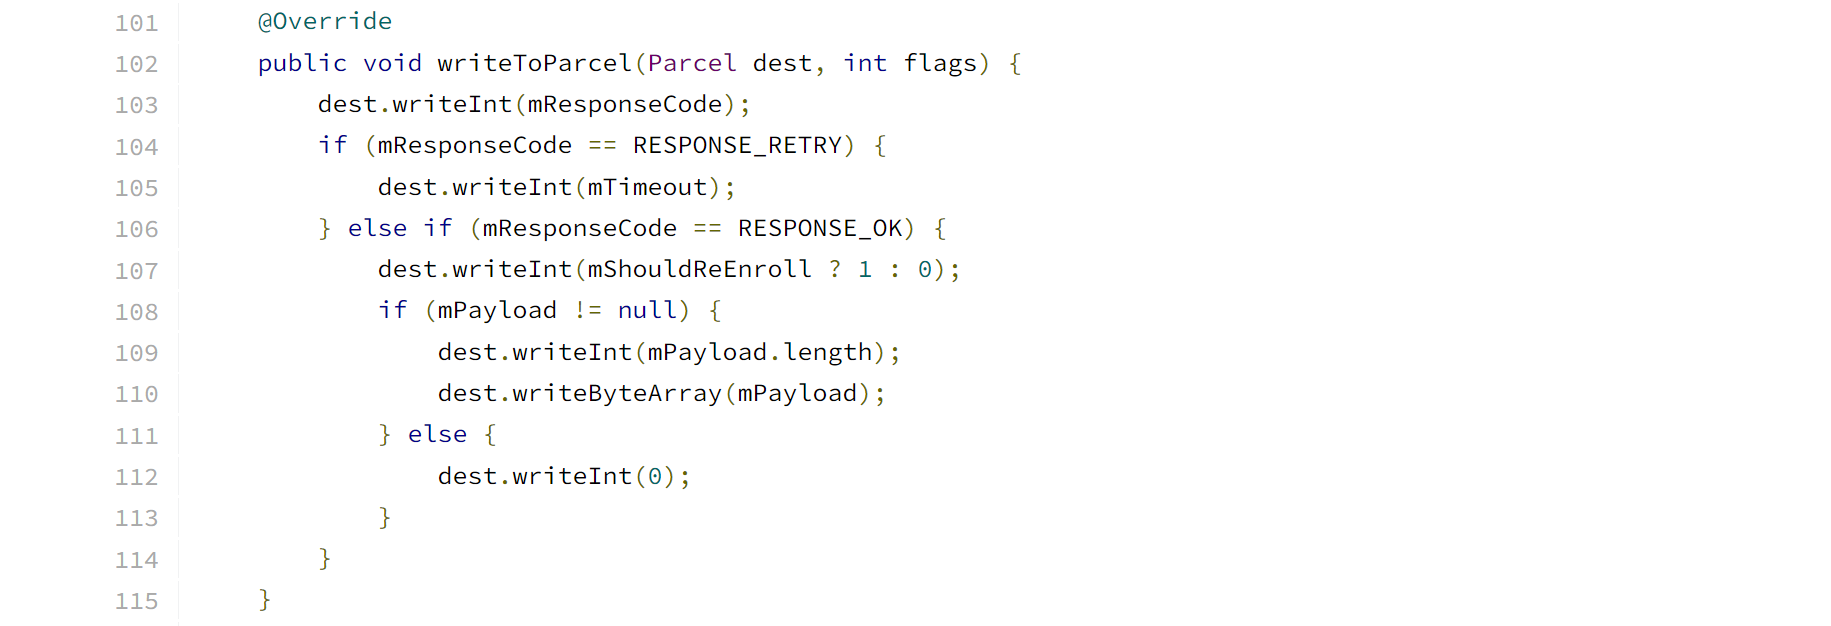 101 @Override
102 public void writeToParcel(Parcel dest, int flags) {
103 dest.writeInt(mResponseCode);
104 if (mResponseCode == RESPONSE_RETRY) {
105 dest.writeInt(mTimeout);
106 } else if (mResponseCode == RESPONSE_OK) {
107 dest.writeInt(mShouldReEnroll ? 1 : 0);
108 if (mPayload != null) {
109 dest.writeInt(mPayload.length);
110 dest.writeByteArray(mPayload);
111 } else {
112 dest.writeInt(0);
113 }
114 }
115 }